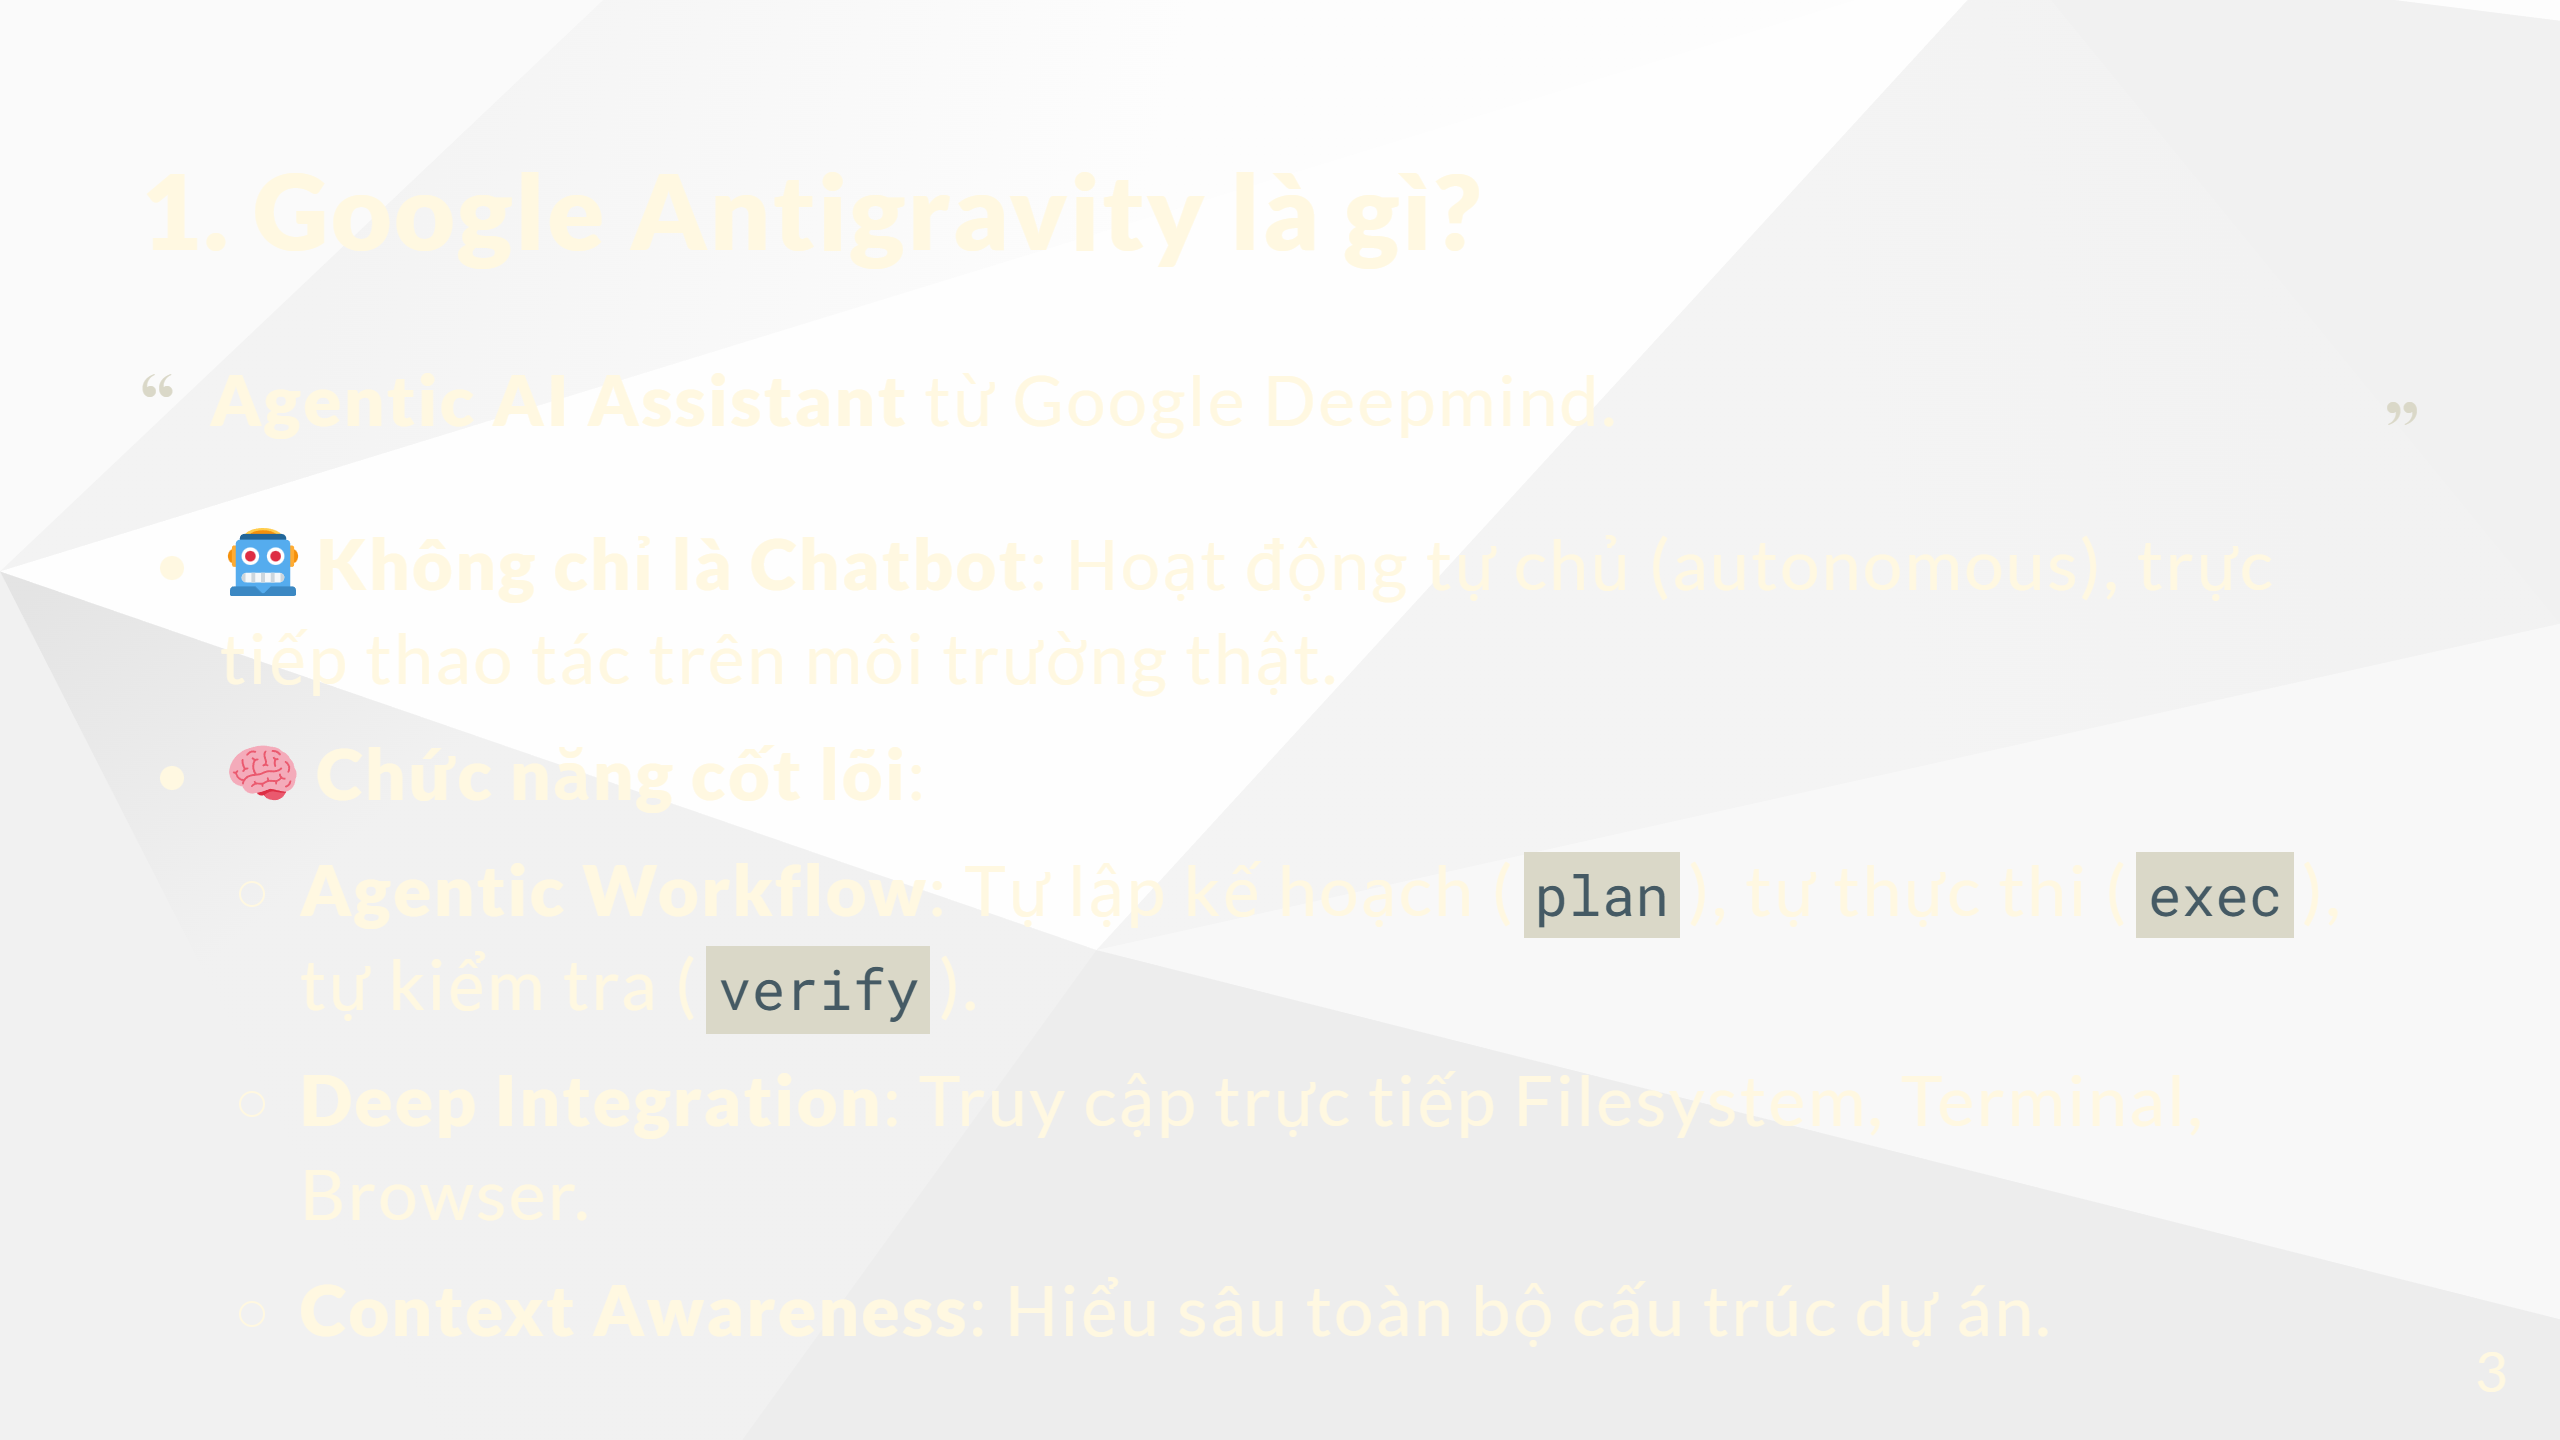 1. Google Antigravity là gì?
“ Agentic AI Assistant từ Google Deepmind. ”
• 🤖 Không chỉ là Chatbot: Hoạt động tự chủ (autonomous), trực
tiếp thao tác trên môi trường thật.
• 🧠 Chức năng cốt lõi:
○ Agentic Workflow: Tự lập kế hoạch ( plan ), tự thực thi ( exec ),
tự kiểm tra ( verify ).
○ Deep Integration: Truy cập trực tiếp Filesystem, Terminal,
Browser.
○ Context Awareness: Hiểu sâu toàn bộ cấu trúc dự án.
3